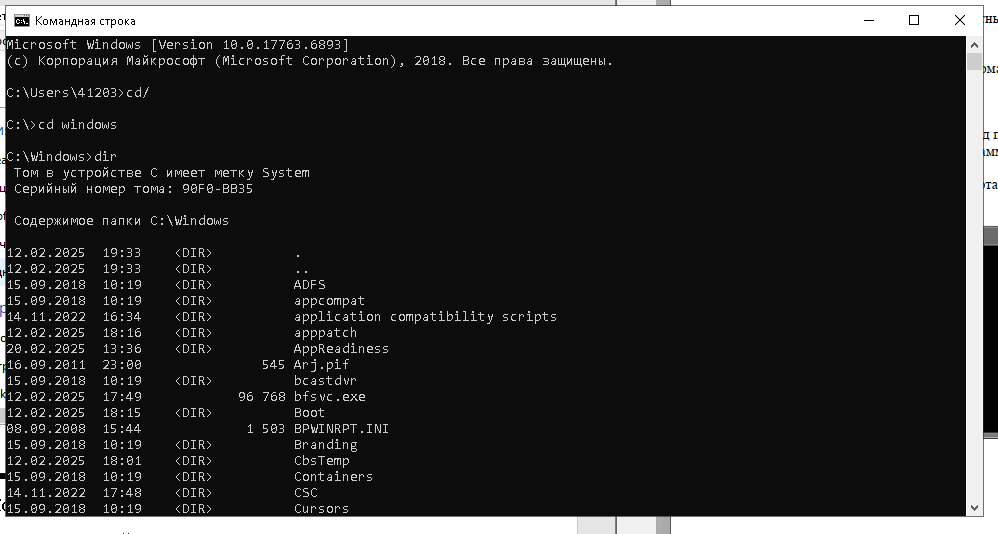 Командная строка
Microsoft Windows [Version 10.0.17763.6893]
(c) Корпорация Майкрософт (Microsoft Corporation), 2018. Все права защищены.
C:\Users\41203>cd/
C:\>cd windows
C:\Windows>dir
Том в устройстве C имеет метку System
Серийный номер тома: 90F0-BB35
Содержимое папки C:\Windows
12.02.2025  19:33    <DIR>          .
12.02.2025  19:33    <DIR>          ..
15.09.2018  10:19    <DIR>          ADFS
15.09.2018  10:19    <DIR>          appcompat
14.11.2022  16:34    <DIR>          application compatibility scripts
12.02.2025  18:16    <DIR>          apppatch
20.02.2025  13:36    <DIR>          AppReadiness
16.09.2011  23:00               545 Arj.pif
15.09.2018  10:19    <DIR>          bcastdvr
12.02.2025  17:49            96 768 bfsvc.exe
12.02.2025  18:15    <DIR>          Boot
08.09.2008  15:44             1 503 BPWINRPT.INI
15.09.2018  10:19    <DIR>          Branding
12.02.2025  18:01    <DIR>          CbsTemp
15.09.2018  10:19    <DIR>          Containers
14.11.2022  17:48    <DIR>          CSC
15.09.2018  10:19    <DIR>          Cursors